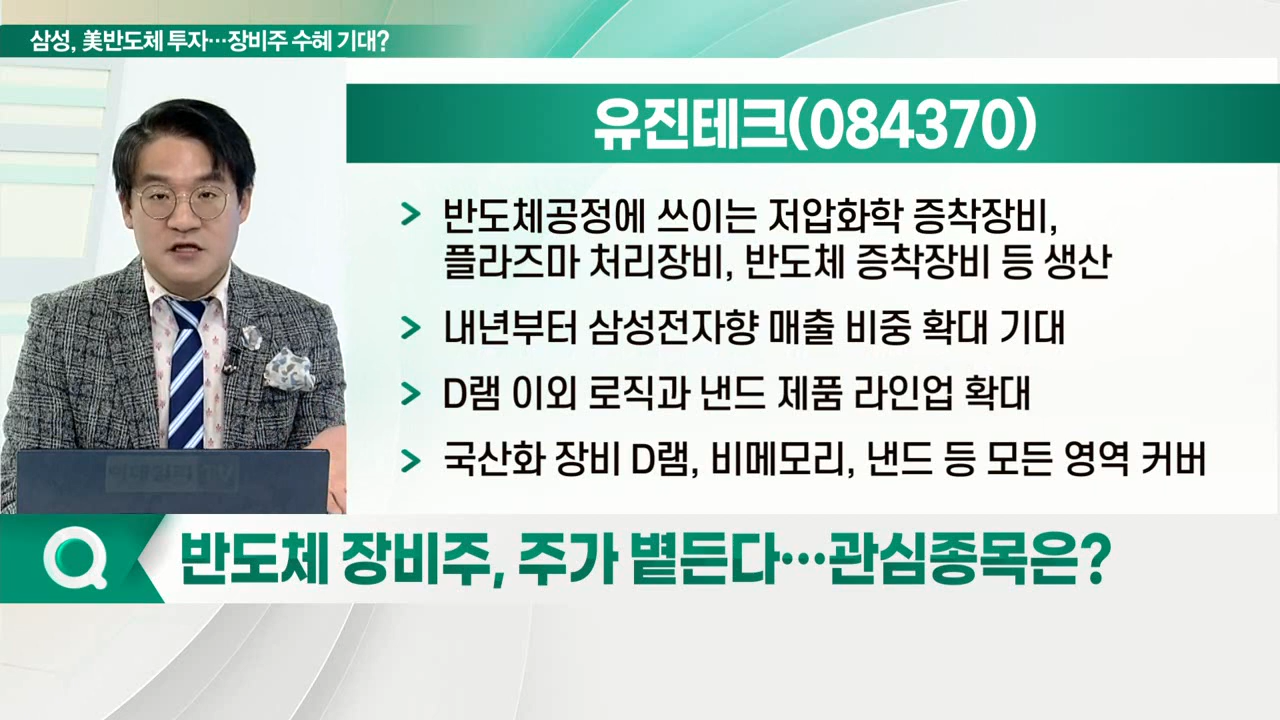 삼성, 美반도체 투자…장비주 수혜 기대?
유진테크(084370)
> 반도체공정에 쓰이는 저압화학 증착장비,
플라즈마 처리장비, 반도체 증착장비 등 생산
> 내년부터 삼성전자향 매출 비중 확대 기대
> D램 이외 로직과 낸드 제품 라인업 확대
> 국산화 장비 D램, 비메모리, 낸드 등 모든 영역 커버
Q 반도체 장비주, 주가 볕든다…관심종목은?